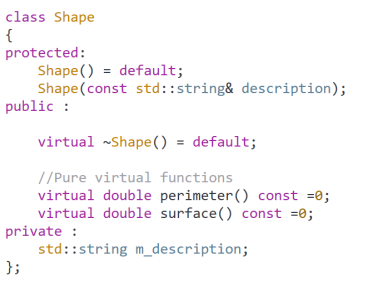 class Shape
{
protected:
    Shape() = default;
    Shape(const std::string& description);
public :

    virtual ~Shape() = default;

    //Pure virtual functions
    virtual double perimeter() const =0;
    virtual double surface() const =0;
private :
    std::string m_description;
};